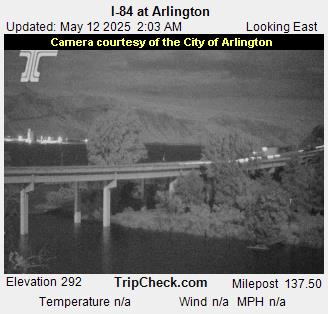 I-84 at Arlington
Updated: May 12 2025 2:03 AM Looking East
Camera courtesy of the City of Arlington
Elevation 292 TripCheck.com Milepost 137.50
Temperature n/a Wind n/a MPH n/a